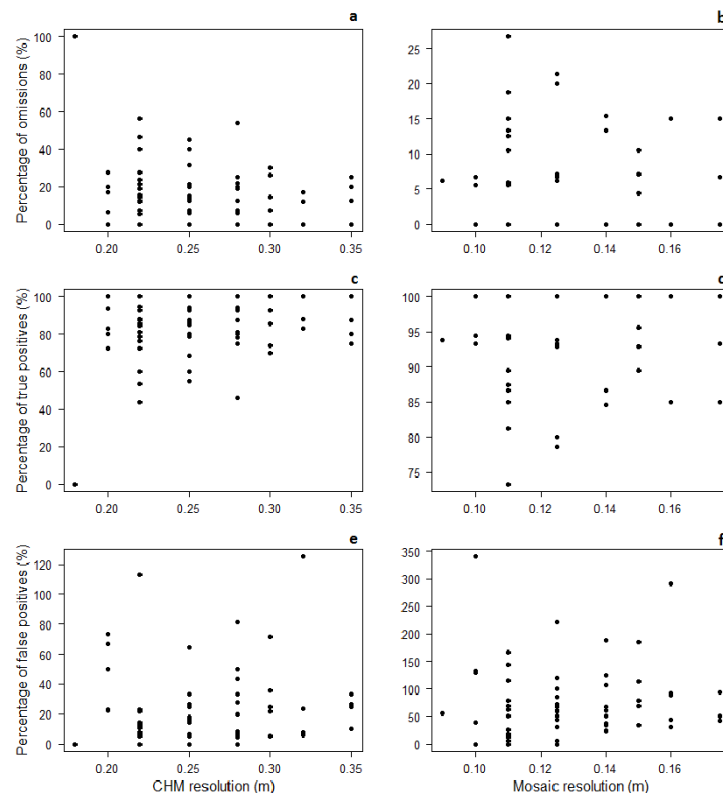 a
b
Percentage of omissions (%)
100
80
60
40
20
0
0.20 0.25 0.30 0.35
25
20
15
10
5
0
0.10 0.12 0.14 0.16
c
d
Percentage of true positives (%)
100
80
60
40
20
0
0.20 0.25 0.30 0.35
100
95
90
85
80
75
0.10 0.12 0.14 0.16
e
f
Percentage of false positives (%)
120
100
80
60
40
20
0
0.20 0.25 0.30 0.35
CHM resolution (m)
350
300
250
200
150
100
50
0
0.10 0.12 0.14 0.16
Mosaic resolution (m)